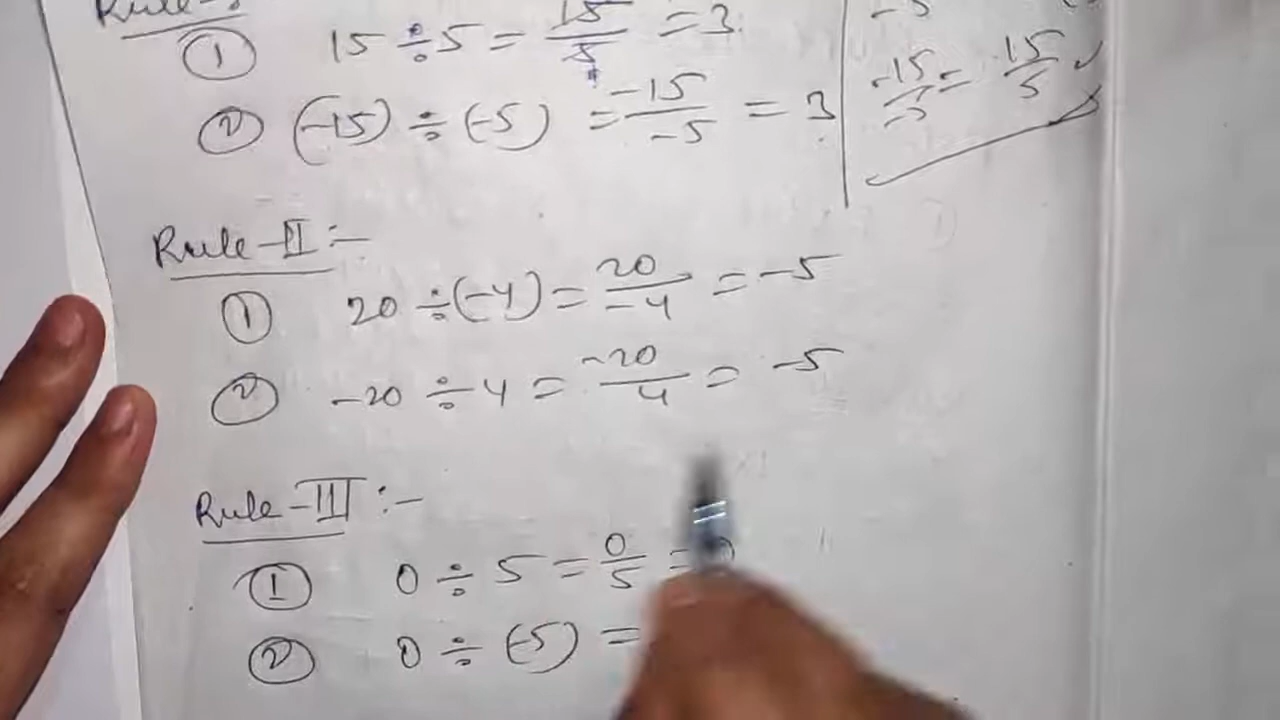 Rule-
① 15 ÷ 5 = 15/5 = 3
② (-15) ÷ (-5) = -15/-5 = 3
-5
-15/-5 = 15/5 ✓
Rule-II :-
① 20 ÷ (-4) = 20/-4 = -5
② -20 ÷ 4 = -20/4 = -5
Rule-III :-
① 0 ÷ 5 = 0/5 = 0
② 0 ÷ (-5) =